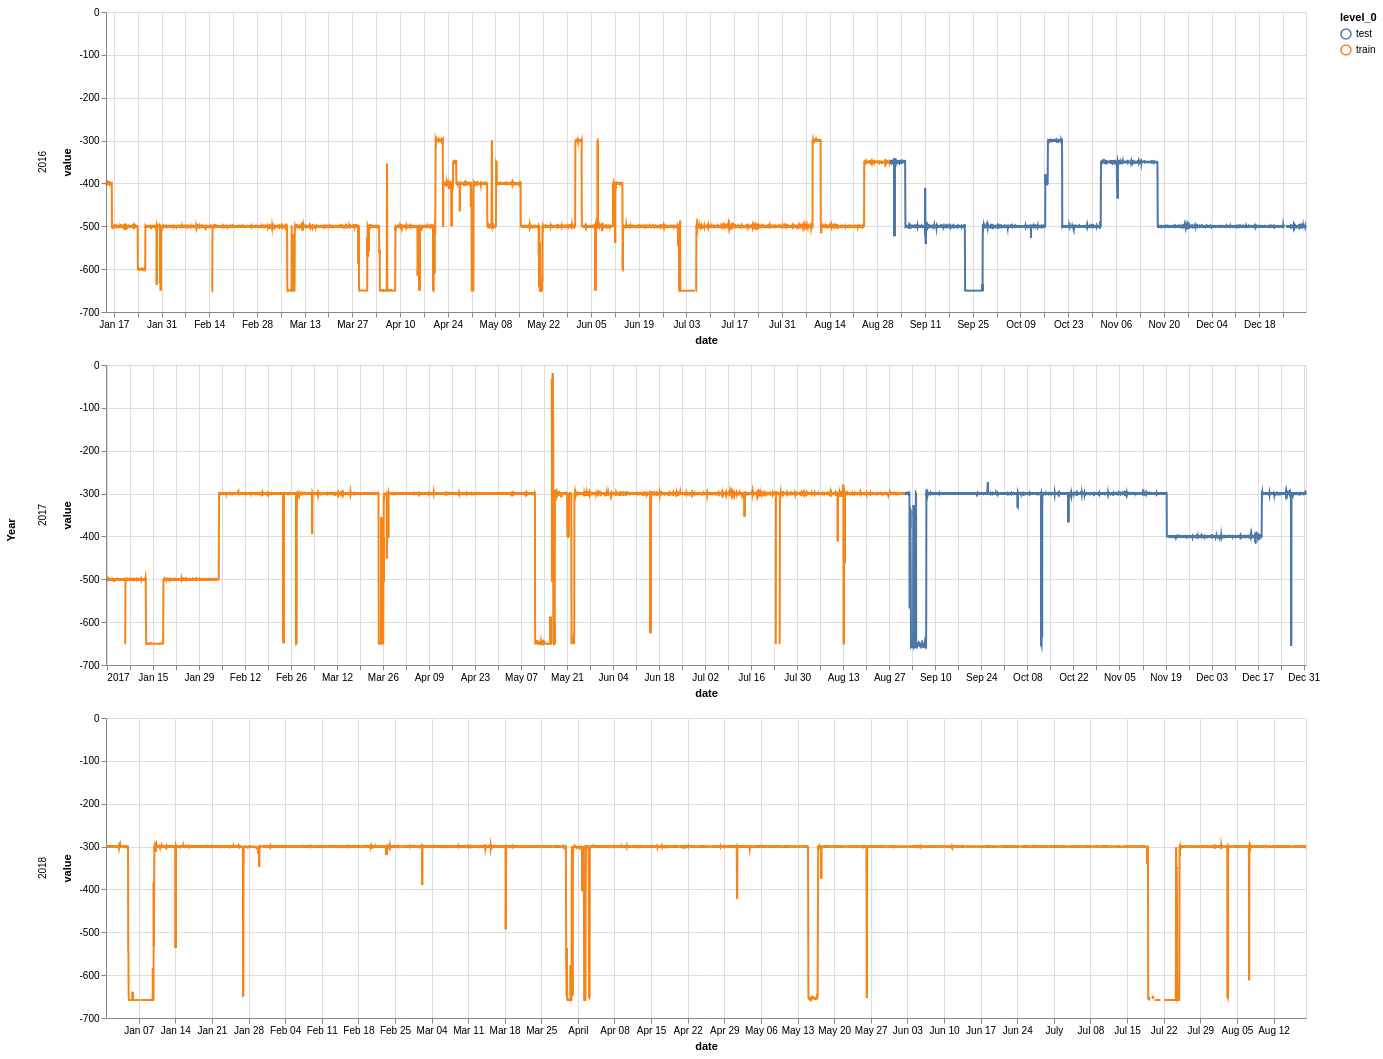 level_0
test
train
Year
2016
value
0
-100
-200
-300
-400
-500
-600
-700
Jan 17 Jan 31 Feb 14 Feb 28 Mar 13 Mar 27 Apr 10 Apr 24 May 08 May 22 Jun 05 Jun 19 Jul 03 Jul 17 Jul 31 Aug 14 Aug 28 Sep 11 Sep 25 Oct 09 Oct 23 Nov 06 Nov 20 Dec 04 Dec 18
date
2017
value
0
-100
-200
-300
-400
-500
-600
-700
2017 Jan 15 Jan 29 Feb 12 Feb 26 Mar 12 Mar 26 Apr 09 Apr 23 May 07 May 21 Jun 04 Jun 18 Jul 02 Jul 16 Jul 30 Aug 13 Aug 27 Sep 10 Sep 24 Oct 08 Oct 22 Nov 05 Nov 19 Dec 03 Dec 17 Dec 31
date
2018
value
0
-100
-200
-300
-400
-500
-600
-700
Jan 07 Jan 14 Jan 21 Jan 28 Feb 04 Feb 11 Feb 18 Feb 25 Mar 04 Mar 11 Mar 18 Mar 25 April Apr 08 Apr 15 Apr 22 Apr 29 May 06 May 13 May 20 May 27 Jun 03 Jun 10 Jun 17 Jun 24 July Jul 08 Jul 15 Jul 22 Jul 29 Aug 05 Aug 12
date